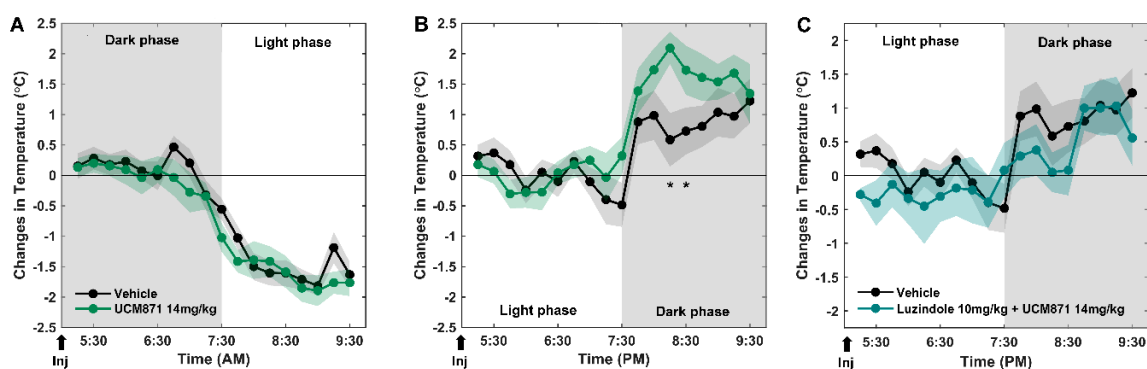 A
Dark phase
Light phase
Changes in Temperature (°C)
2.5
2
1.5
1
0.5
0
-0.5
-1
-1.5
-2
-2.5
Vehicle
UCM871 14mg/kg
5:30
6:30
7:30
8:30
9:30
Inj
Time (AM)
B
Changes in Temperature (°C)
2.5
2
1.5
1
0.5
0
-0.5
-1
-1.5
-2
-2.5
* *
Light phase
Dark phase
Vehicle
UCM871 14mg/kg
5:30
6:30
7:30
8:30
9:30
Inj
Time (PM)
C
Light phase
Dark phase
Changes in Temperature (°C)
2
1.5
1
0.5
0
-0.5
-1
-1.5
-2
Vehicle
Luzindole 10mg/kg + UCM871 14mg/kg
5:30
6:30
7:30
8:30
9:30
Inj
Time (PM)